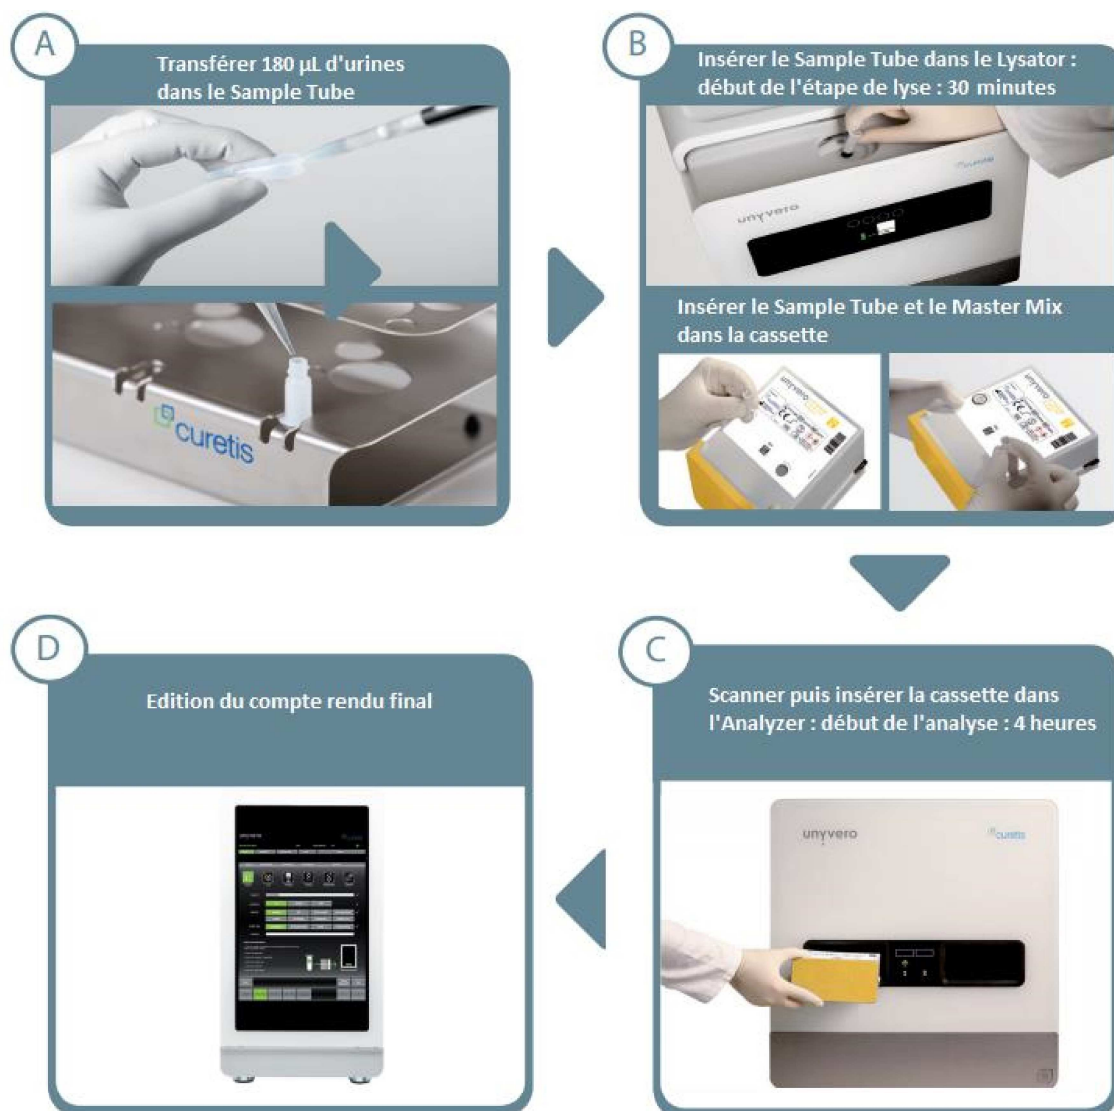 A
Transférer 180 µL d'urines
dans le Sample Tube
curetis
B
Insérer le Sample Tube dans le Lysator :
début de l'étape de lyse : 30 minutes
curetis
unyvero
Insérer le Sample Tube et le Master Mix
dans la cassette
unyvero
unyvero
C
Scanner puis insérer la cassette dans
l'Analyzer : début de l'analyse : 4 heures
unyvero
curetis
D
Edition du compte rendu final